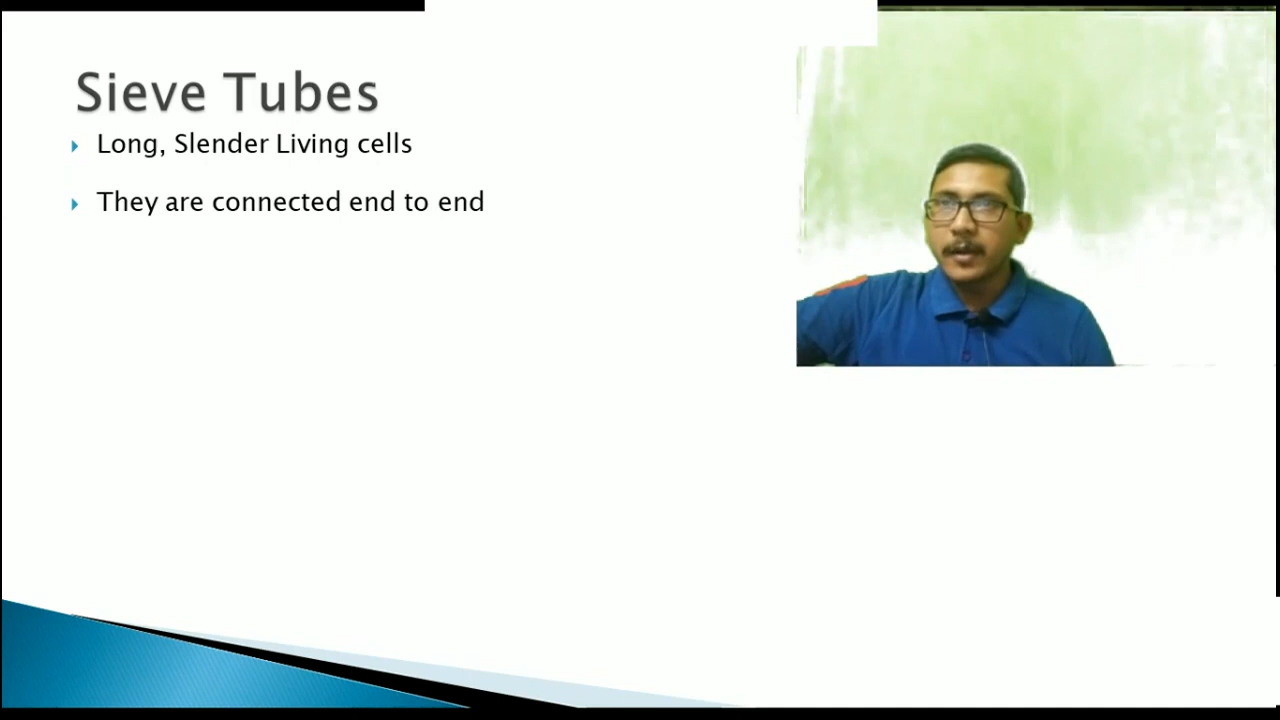 Sieve Tubes
Long, Slender Living cells
They are connected end to end